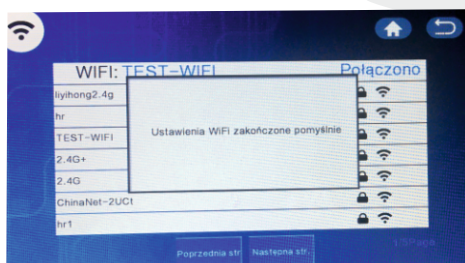 WIFI: TEST-WIFI Połączono
liyihong2.4g
hr
TEST-WIFI
2.4G+
2.4G
ChinaNet-2UCt
hr1
Ustawienia WiFi zakończone pomyślnie
Poprzednia str Następna str.
1/5Page